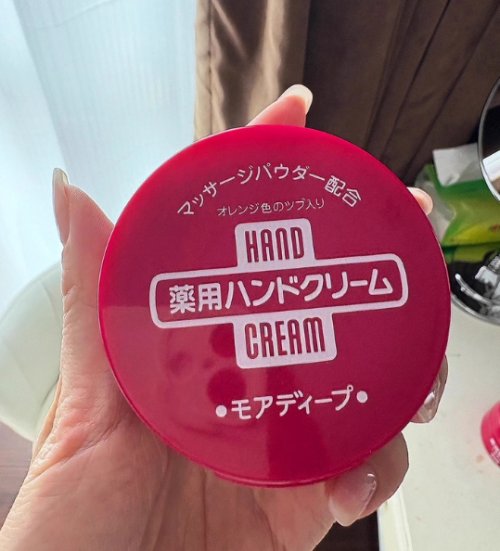 マッサージパウダー配合
オレンジ色のツブ入り
HAND
薬用ハンドクリーム
CREAM
•モアディープ•